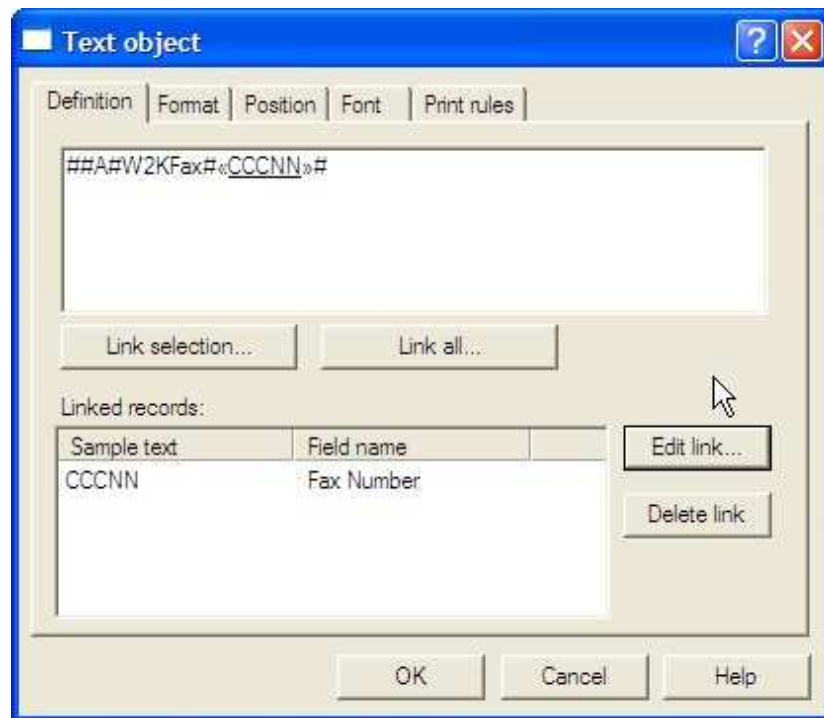 Text object
Definition Format Position Font Print rules
##A#W2KFax#«CCCNN»#
Link selection... Link all...
Linked records:
Sample text Field name
CCCNN Fax Number
Edit link...
Delete link
OK Cancel Help